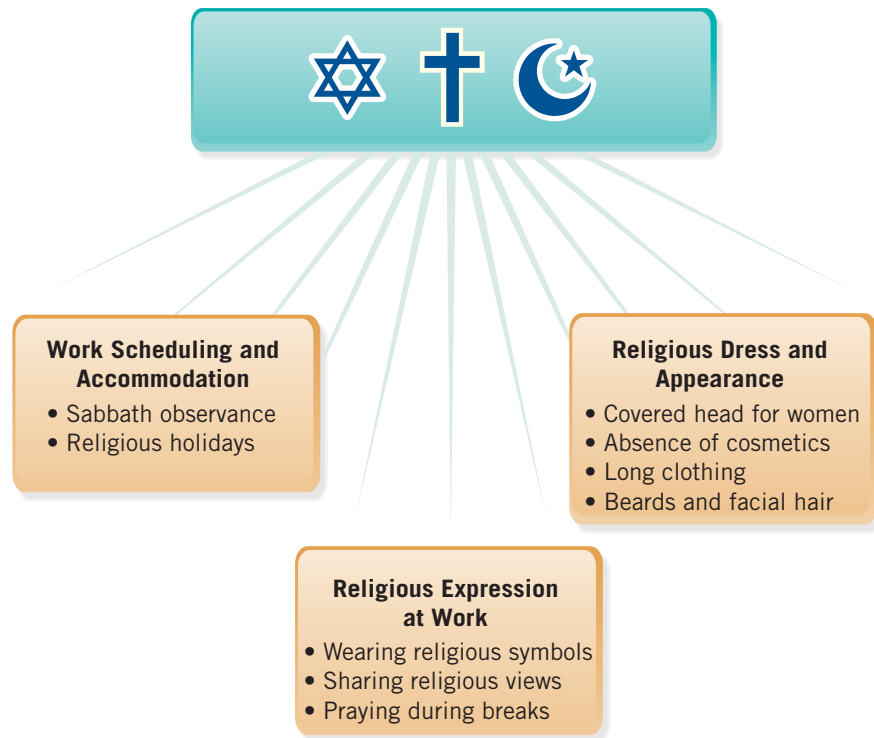 Work Scheduling and
Accommodation
• Sabbath observance
• Religious holidays
Religious Dress and
Appearance
• Covered head for women
• Absence of cosmetics
• Long clothing
• Beards and facial hair
Religious Expression
at Work
• Wearing religious symbols
• Sharing religious views
• Praying during breaks